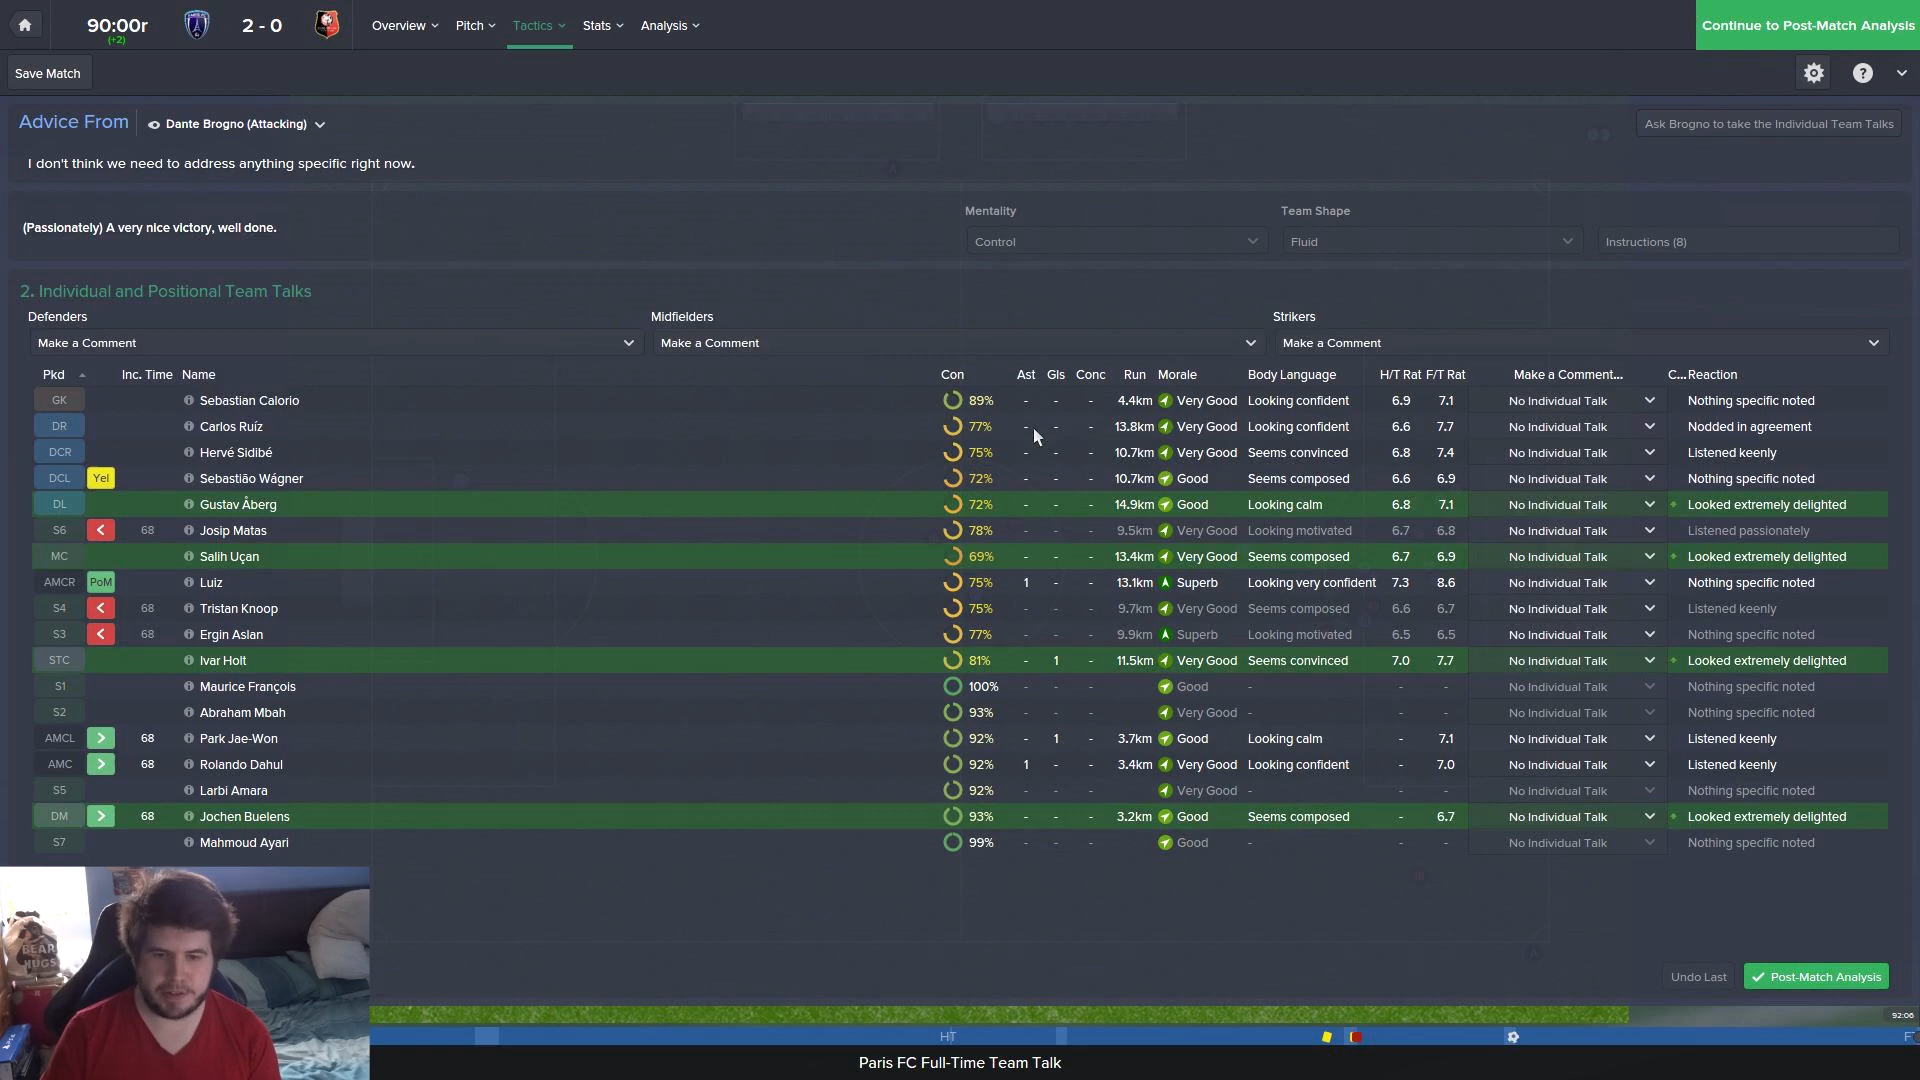 90:00r
(+2)
2 - 0
Overview
Pitch
Tactics
Stats
Analysis
Continue to Post-Match Analysis
Save Match
?
Advice From
Dante Brogno (Attacking)
Ask Brogno to take the Individual Team Talks
I don't think we need to address anything specific right now.
(Passionately) A very nice victory, well done.
Mentality
Team Shape
Control
Fluid
Instructions (8)
2. Individual and Positional Team Talks
Defenders
Midfielders
Strikers
Make a Comment
Make a Comment
Make a Comment
Pkd Inc. Time Name Con Ast Gls Conc Run Morale Body Language H/T Rat F/T Rat Make a Comment... C... Reaction
GK Sebastian Calorio 89% - - - 4.4km Very Good Looking confident 6.9 7.1 No Individual Talk Nothing specific noted
DR Carlos Ruíz 77% - - - 13.8km Very Good Looking confident 6.6 7.7 No Individual Talk Nodded in agreement
DCR Hervé Sidibé 75% - - - 10.7km Very Good Seems convinced 6.8 7.4 No Individual Talk Listened keenly
DCL Yel Sebastião Wágner 72% - - - 10.7km Good Seems composed 6.6 6.9 No Individual Talk Nothing specific noted
DL Gustav Åberg 72% - - - 14.9km Good Looking calm 6.8 7.1 No Individual Talk Looked extremely delighted
S6 68 Josip Matas 78% - - - 9.5km Very Good Looking motivated 6.7 6.8 No Individual Talk Listened passionately
MC Salih Uçan 69% - - - 13.4km Very Good Seems composed 6.7 6.9 No Individual Talk Looked extremely delighted
AMCR PoM Luiz 75% 1 - - 13.1km Superb Looking very confident 7.3 8.6 No Individual Talk Nothing specific noted
S4 68 Tristan Knoop 75% - - - 9.7km Very Good Seems composed 6.6 6.7 No Individual Talk Listened keenly
S3 68 Ergin Aslan 77% - - - 9.9km Superb Looking motivated 6.5 6.5 No Individual Talk Nothing specific noted
STC Ivar Holt 81% - 1 - 11.5km Very Good Seems convinced 7.0 7.7 No Individual Talk Looked extremely delighted
S1 Maurice François 100% - - - Good - - - No Individual Talk Nothing specific noted
S2 Abraham Mbah 93% - - - Very Good - - - No Individual Talk Nothing specific noted
AMCL 68 Park Jae-Won 92% - 1 - 3.7km Good Looking calm - 7.1 No Individual Talk Listened keenly
AMC 68 Rolando Dahul 92% 1 - - 3.4km Very Good Looking confident - 7.0 No Individual Talk Listened keenly
S5 Larbi Amara 92% - - - Very Good - - - No Individual Talk Nothing specific noted
DM 68 Jochen Buelens 93% - - - 3.2km Good Seems composed - 6.7 No Individual Talk Looked extremely delighted
S7 Mahmoud Ayari 99% - - - Good - - - No Individual Talk Nothing specific noted
BEAR
HUGS
Undo Last
Post-Match Analysis
92:06
HT
Paris FC Full-Time Team Talk